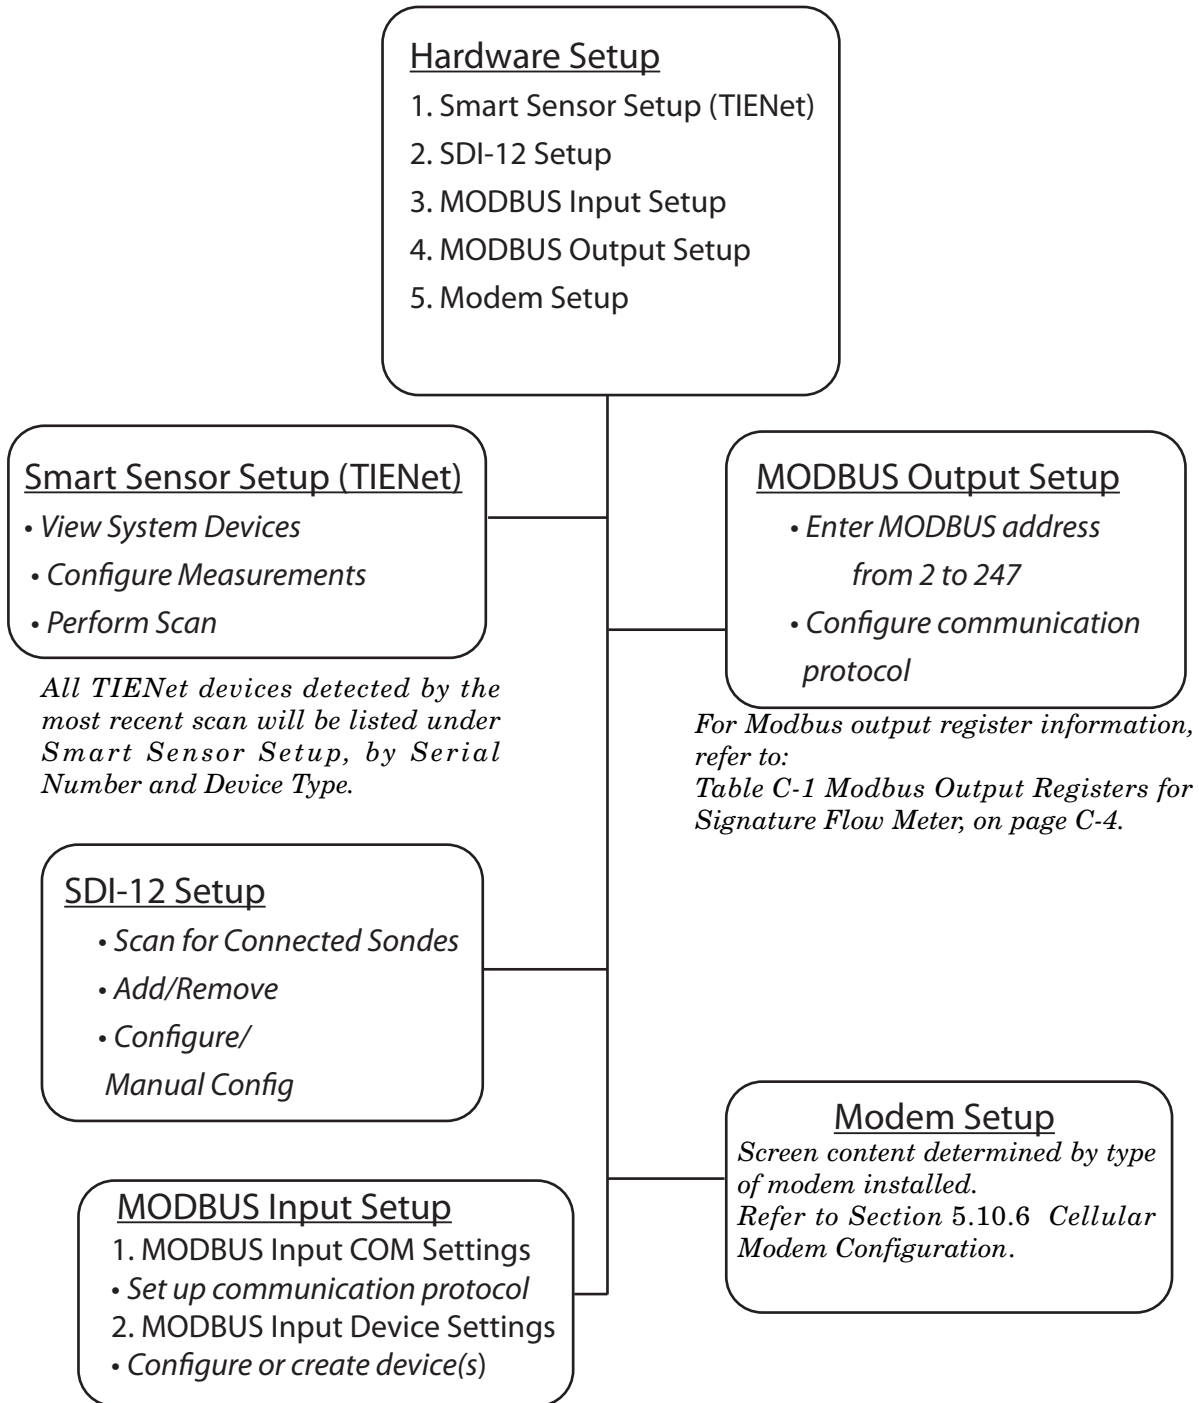 Hardware Setup
1. Smart Sensor Setup (TIENet)
2. SDI-12 Setup
3. MODBUS Input Setup
4. MODBUS Output Setup
5. Modem Setup
Smart Sensor Setup (TIENet)
• View System Devices
• Configure Measurements
• Perform Scan
All TIENet devices detected by the
most recent scan will be listed under
Smart Sensor Setup, by Serial
Number and Device Type.
MODBUS Output Setup
• Enter MODBUS address
from 2 to 247
• Configure communication
protocol
For Modbus output register information,
refer to:
Table C-1 Modbus Output Registers for
Signature Flow Meter, on page C-4.
SDI-12 Setup
• Scan for Connected Sondes
• Add/Remove
• Configure/
Manual Config
Modem Setup
Screen content determined by type
of modem installed.
Refer to Section 5.10.6 Cellular
Modem Configuration.
MODBUS Input Setup
1. MODBUS Input COM Settings
• Set up communication protocol
2. MODBUS Input Device Settings
• Configure or create device(s)